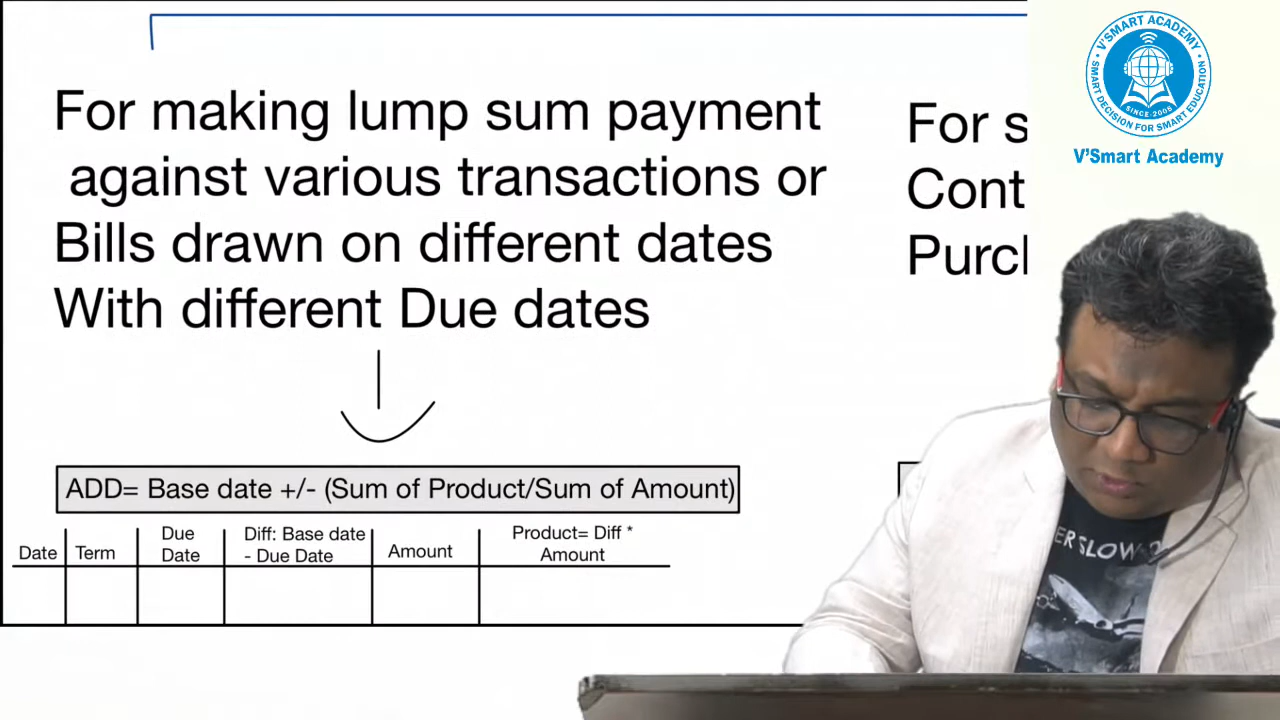 For making lump sum payment
against various transactions or
Bills drawn on different dates
With different Due dates
For s
Cont
Purcl
ADD= Base date +/- (Sum of Product/Sum of Amount)
Date Term Due Date Diff: Base date - Due Date Amount Product= Diff * Amount
V'SMART ACADEMY
SMART DECISION FOR SMART EDUCATION
SINCE-2005
V'Smart Academy
ER SLOW